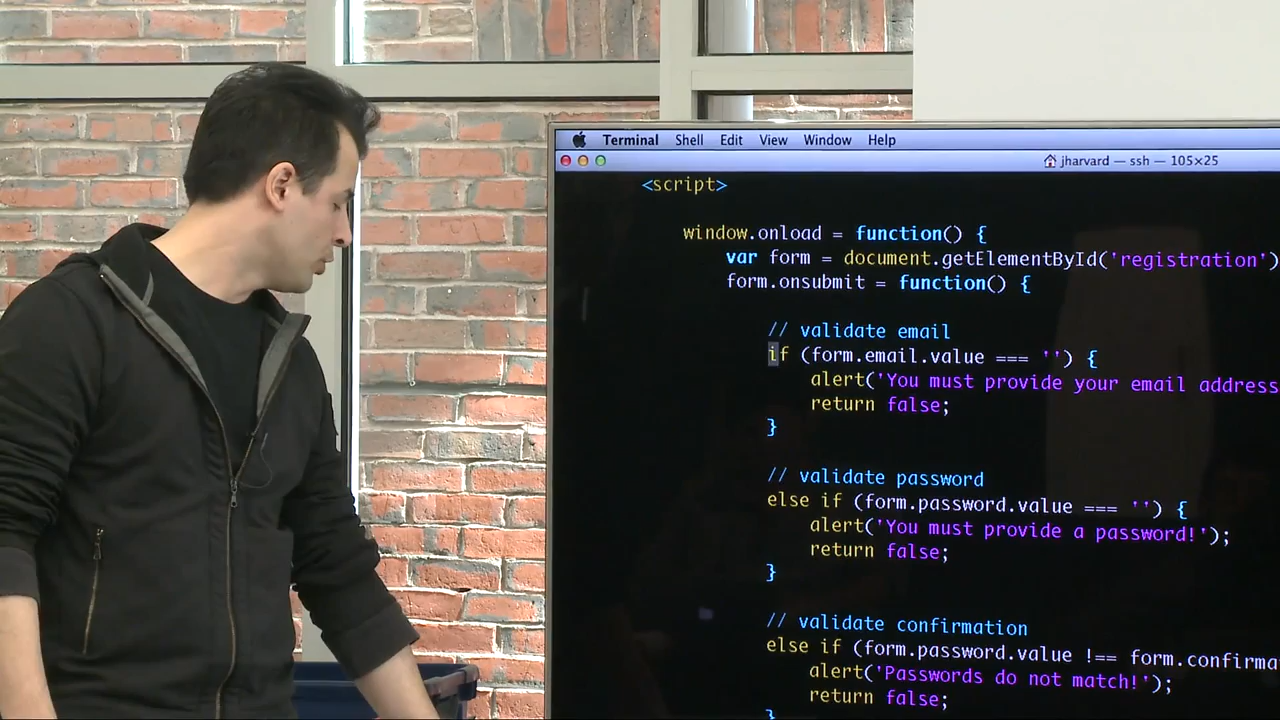 Terminal Shell Edit View Window Help
jharvard — ssh — 105×25
<script>
window.onload = function() {
var form = document.getElementById('registration')
form.onsubmit = function() {
// validate email
if (form.email.value === '') {
alert('You must provide your email address
return false;
}
// validate password
else if (form.password.value === '') {
alert('You must provide a password!');
return false;
}
// validate confirmation
else if (form.password.value !== form.confirma
alert('Passwords do not match!');
return false;
}